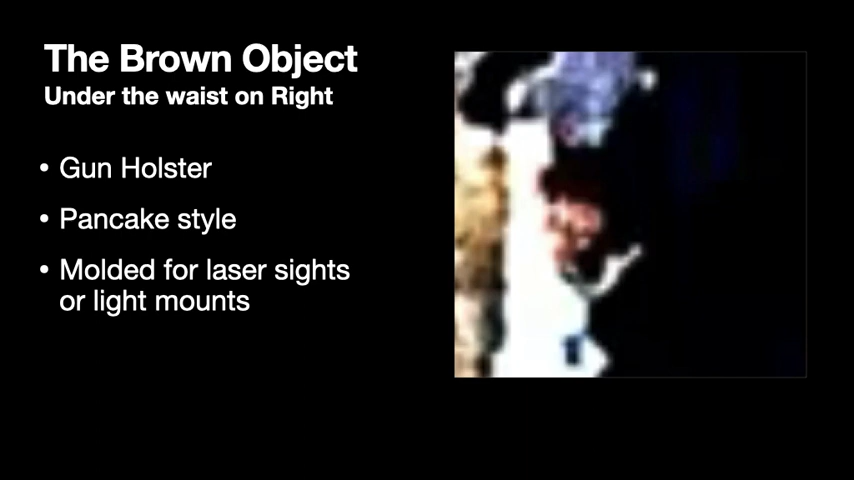 The Brown Object
Under the waist on Right
• Gun Holster
• Pancake style
• Molded for laser sights
or light mounts